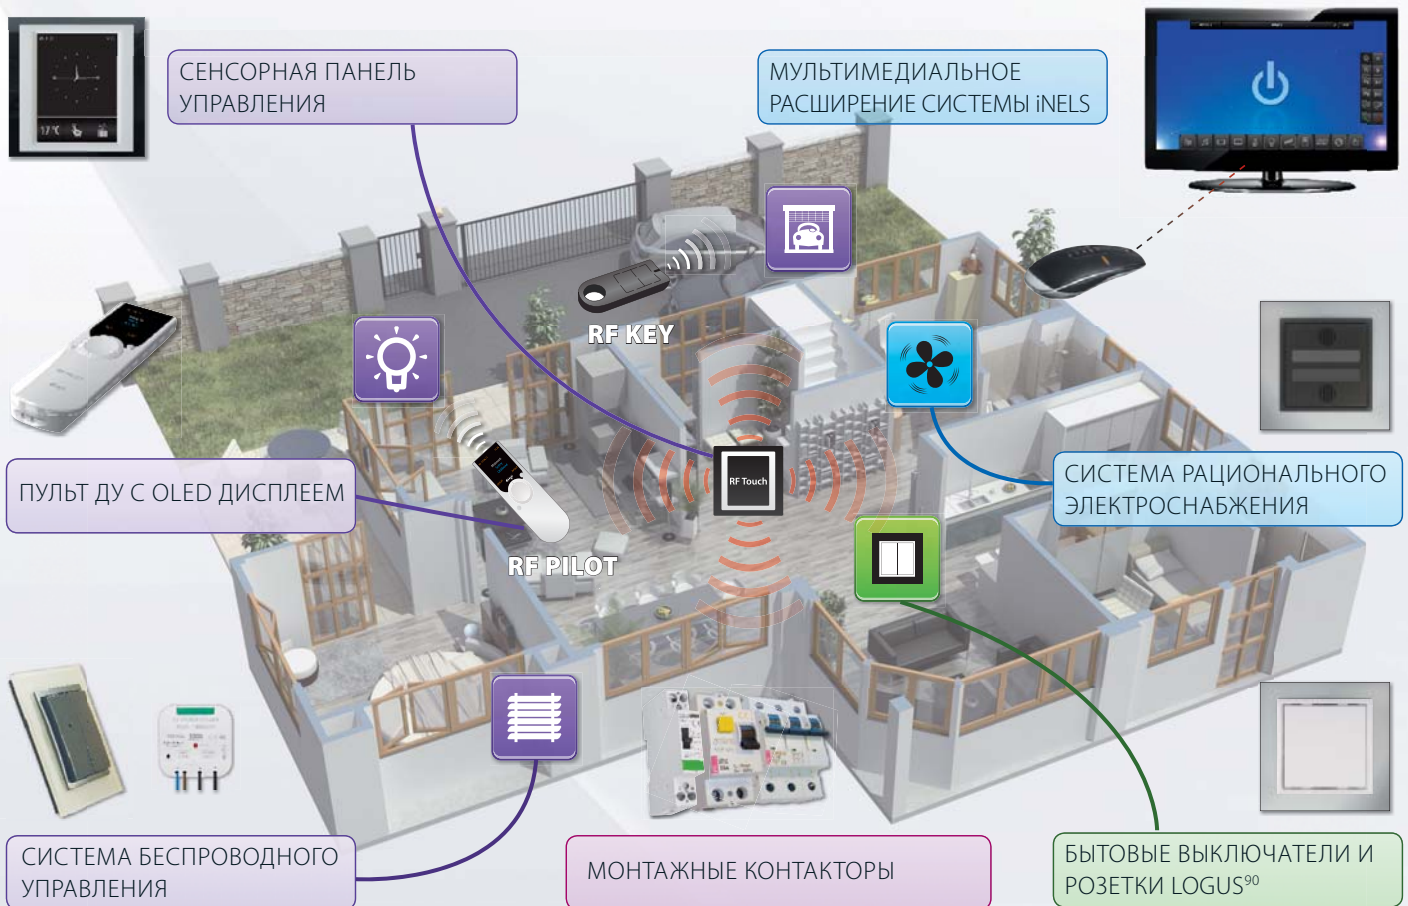 СЕНСОРНАЯ ПАНЕЛЬ
УПРАВЛЕНИЯ
МУЛЬТИМЕДИАЛЬНОЕ
РАСШИРЕНИЕ СИСТЕМЫ iNELS
17°C
RF KEY
RF Touch
ПУЛЬТ ДУ С OLED ДИСПЛЕЕМ
RF PILOT
СИСТЕМА РАЦИОНАЛЬНОГО
ЭЛЕКТРОСНАБЖЕНИЯ
СИСТЕМА БЕСПРОВОДНОГО
УПРАВЛЕНИЯ
МОНТАЖНЫЕ КОНТАКТОРЫ
БЫТОВЫЕ ВЫКЛЮЧАТЕЛИ И
РОЗЕТКИ LOGUS⁹⁰